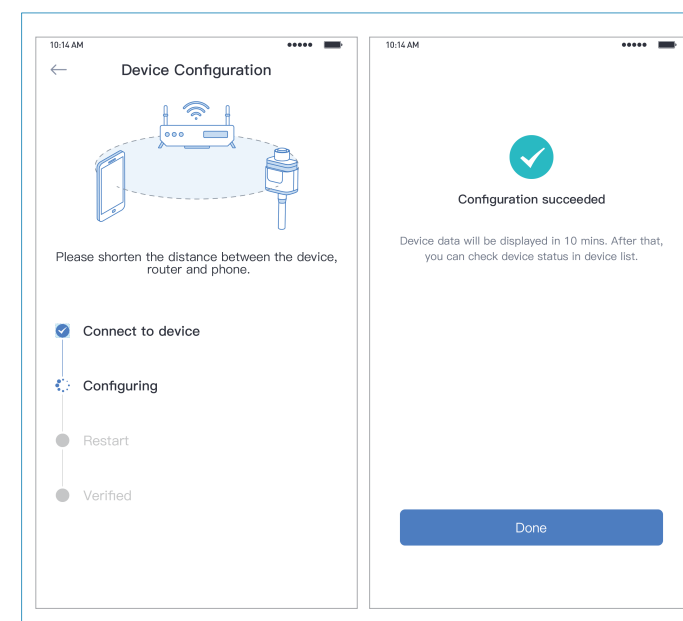 10:14 AM
Device Configuration
Please shorten the distance between the device,
router and phone.
Connect to device
Configuring
Restart
Verified
10:14 AM
Configuration succeeded
Device data will be displayed in 10 mins. After that,
you can check device status in device list.
Done